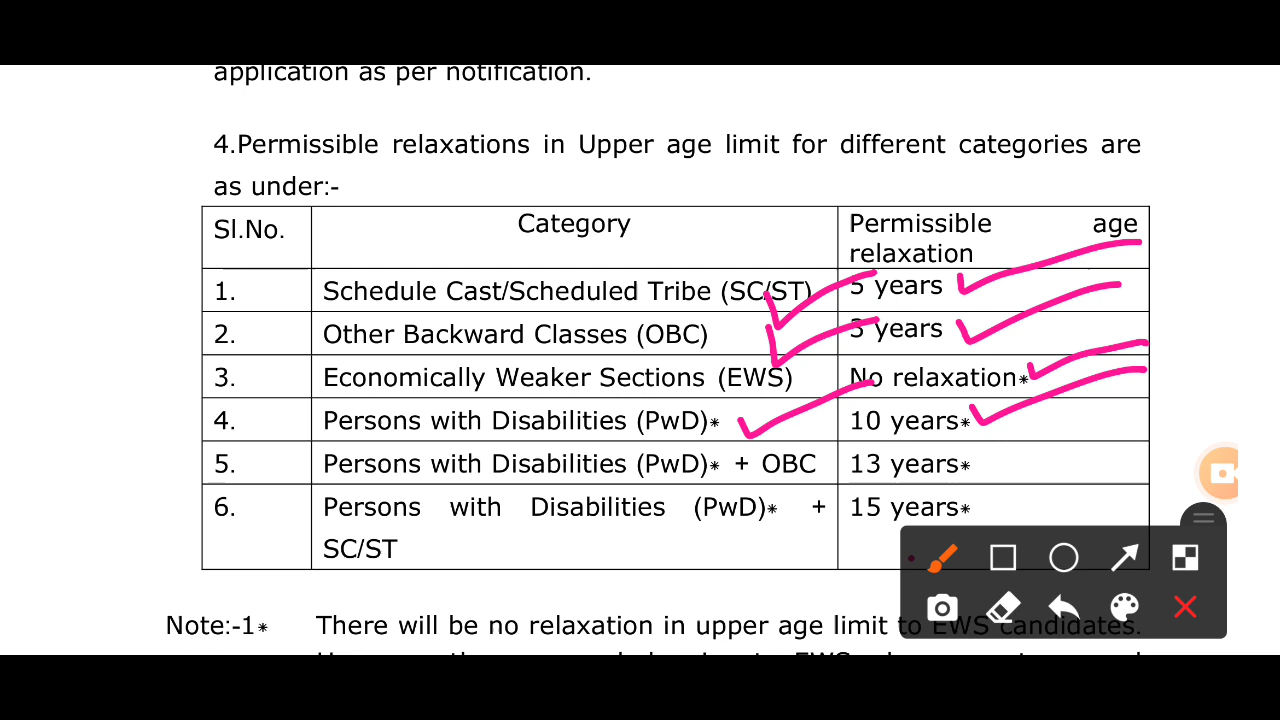 application as per notification.
4.Permissible relaxations in Upper age limit for different categories are
as under:-
Sl.No. Category Permissible age
relaxation
1. Schedule Cast/Scheduled Tribe (SC/ST) 5 years
2. Other Backward Classes (OBC) 3 years
3. Economically Weaker Sections (EWS) No relaxation*
4. Persons with Disabilities (PwD)* 10 years*
5. Persons with Disabilities (PwD)* + OBC 13 years*
6. Persons with Disabilities (PwD)* + 15 years*
SC/ST
Note:-1* There will be no relaxation in upper age limit to EWS candidates.